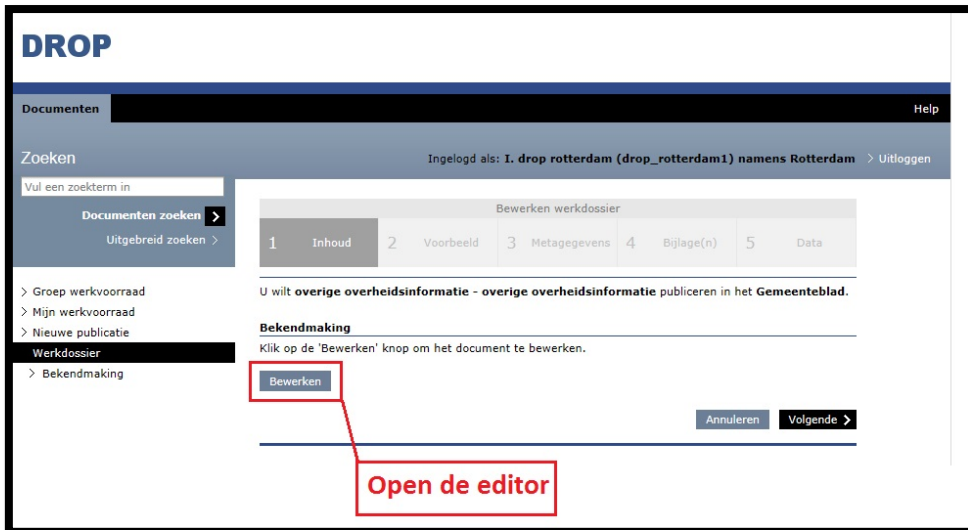 DROP
Documenten
Help
Zoeken
Ingelogd als: I. drop rotterdam (drop_rotterdam1) namens Rotterdam > Uitloggen
Vul een zoekterm in
Documenten zoeken >
Uitgebreid zoeken >
Bewerken werkdossier
1 Inhoud 2 Voorbeeld 3 Metagegevens 4 Bijlage(n) 5 Data
> Groep werkvoorraad
> Mijn werkvoorraad
> Nieuwe publicatie
Werkdossier
> Bekendmaking
U wilt overige overheidsinformatie - overige overheidsinformatie publiceren in het Gemeenteblad.
Bekendmaking
Klik op de 'Bewerken' knop om het document te bewerken.
Bewerken
Annuleren Volgende >
Open de editor